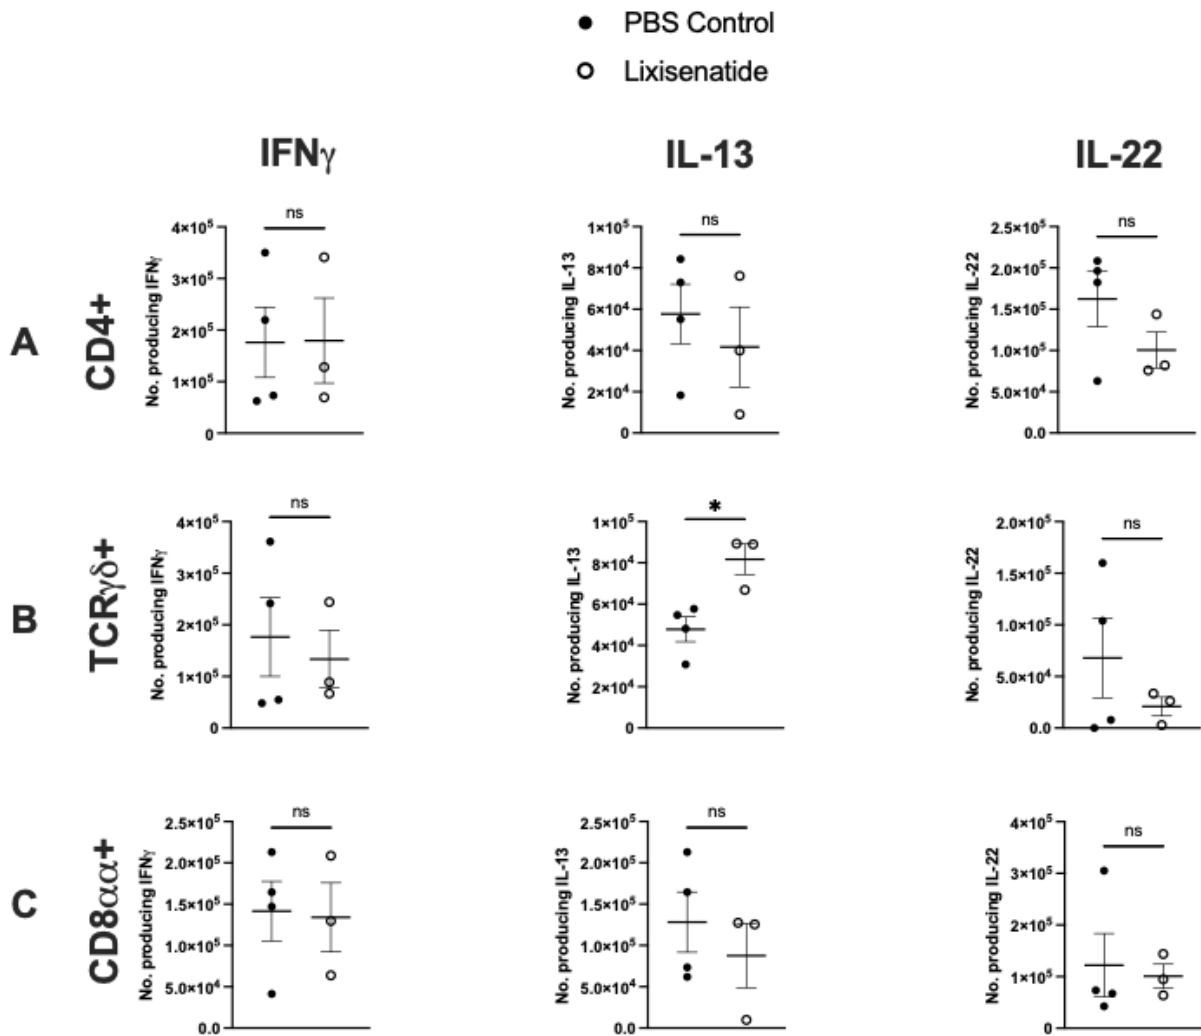 PBS Control
Lixisenatide
IFNγ IL-13 IL-22
A
CD4+
No. producing IFNγ
4×10⁵
3×10⁵
2×10⁵
1×10⁵
0
ns
No. producing IL-13
1×10⁵
8×10⁴
6×10⁴
4×10⁴
2×10⁴
0
ns
No. producing IL-22
2.5×10⁵
2.0×10⁵
1.5×10⁵
1.0×10⁵
5.0×10⁴
0.0
ns
B
TCRγδ+
No. producing IFNγ
4×10⁵
3×10⁵
2×10⁵
1×10⁵
0
ns
No. producing IL-13
1×10⁵
8×10⁴
6×10⁴
4×10⁴
2×10⁴
0
*
No. producing IL-22
2.0×10⁵
1.5×10⁵
1.0×10⁵
5.0×10⁴
0.0
ns
C
CD8αα+
No. producing IFNγ
2.5×10⁵
2.0×10⁵
1.5×10⁵
1.0×10⁵
5.0×10⁴
0.0
ns
No. producing IL-13
2.5×10⁵
2.0×10⁵
1.5×10⁵
1.0×10⁵
5.0×10⁴
0.0
ns
No. producing IL-22
4×10⁵
3×10⁵
2×10⁵
1×10⁵
0
ns